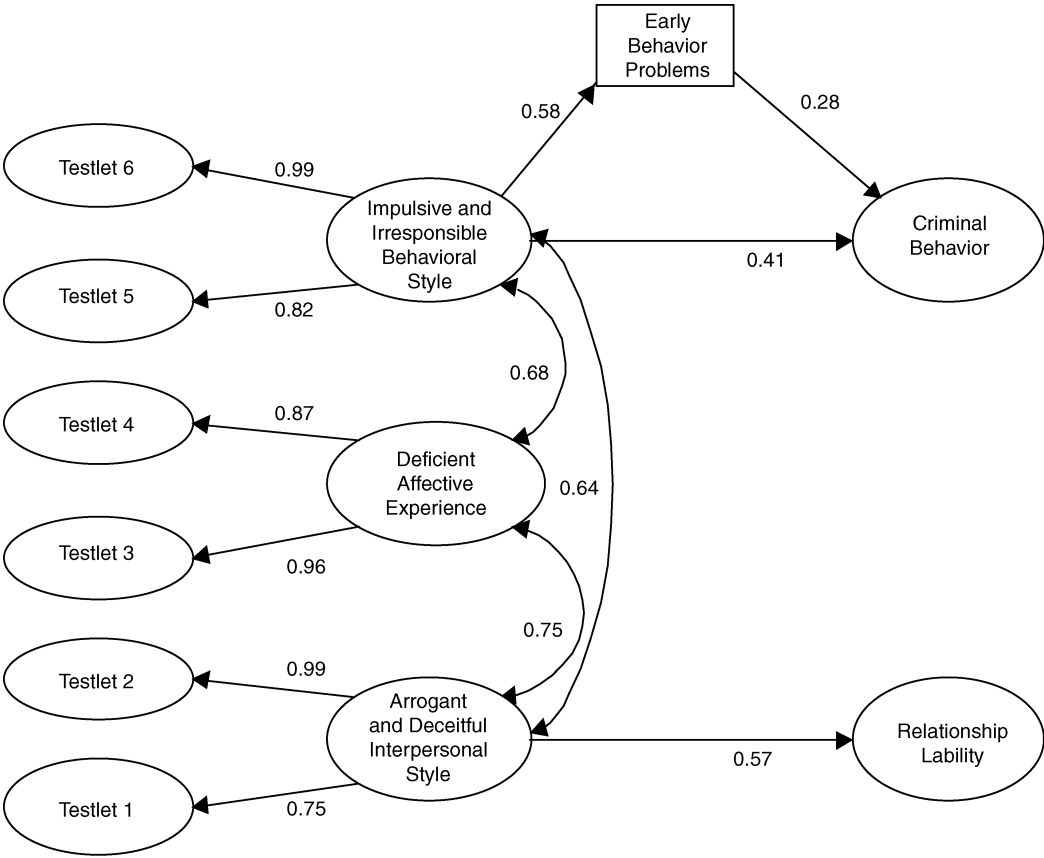 Early
Behavior
Problems
0.58
0.28
Testlet 6
0.99
Impulsive and
Irresponsible
Behavioral
Style
Criminal
Behavior
0.41
Testlet 5
0.82
0.68
Testlet 4
0.87
Deficient
Affective
Experience
0.64
Testlet 3
0.96
0.75
Testlet 2
0.99
Arrogant
and Deceitful
Interpersonal
Style
Relationship
Lability
0.57
Testlet 1
0.75